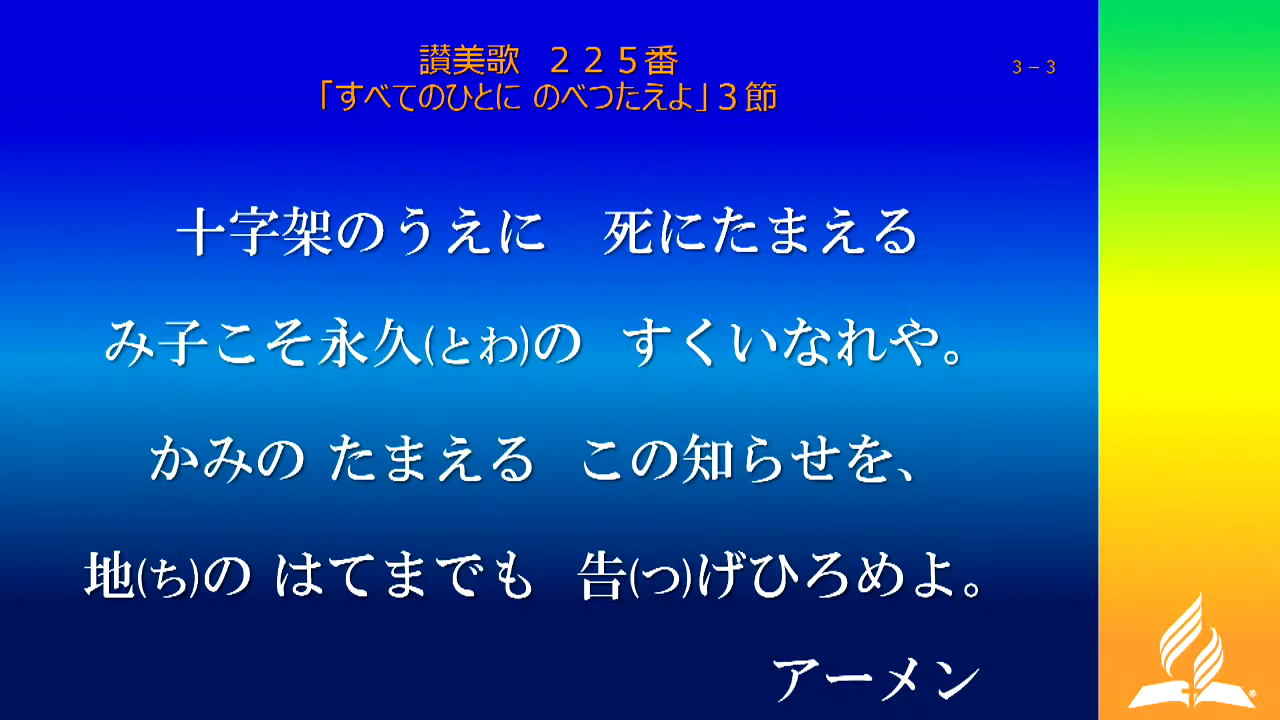 讃美歌　２２５番
３－３
「すべてのひとに のべつたえよ」３節
十字架のうえに　死にたまえる
み子こそ永久(とわ)の　すくいなれや。
かみの たまえる　この知らせを、
地(ち)の はてまでも　告(つ)げひろめよ。
アーメン
®